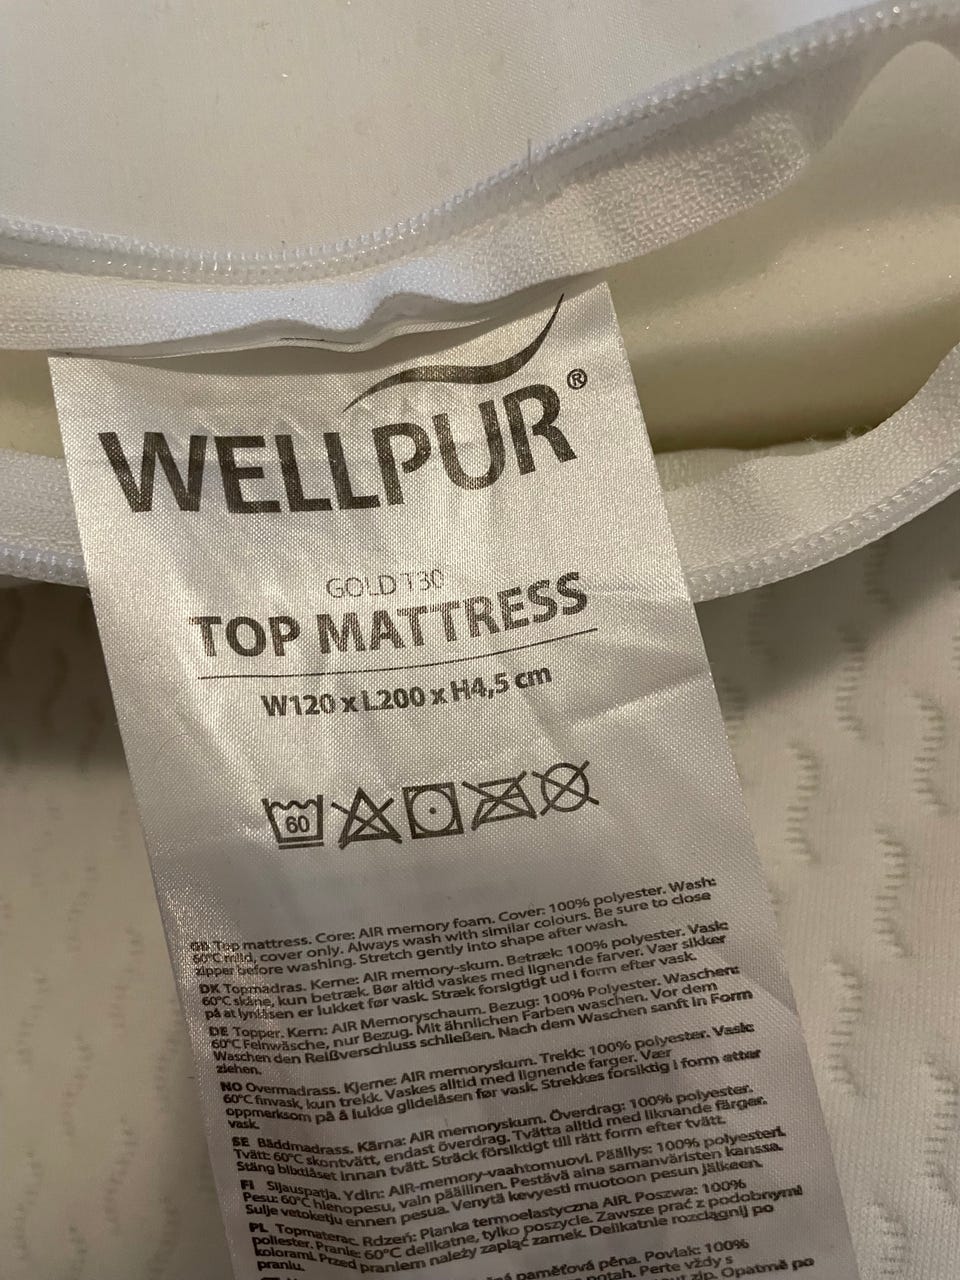 WELLPUR®
GOLD T30
TOP MATTRESS
W120 x L200 x H4,5 cm
60
GB Top mattress. Core: AIR memory foam. Cover: 100% polyester. Wash:
60°C mild, cover only. Always wash with similar colours. Be sure to close
zipper before washing. Stretch gently into shape after wash.
DK Topmadras. Kerne: AIR memory-skum. Betræk: 100% polyester. Vask:
60°C skåne, kun betræk. Bør altid vaskes med lignende farver. Vær sikker
på at lynlåsen er lukket før vask. Stræk forsigtigt ud i form efter vask.
DE Topper. Kern: AIR Memoryschaum. Bezug: 100% Polyester. Waschen:
60°C Feinwäsche, nur Bezug. Mit ähnlichen Farben waschen. Vor dem
Waschen den Reißverschluss schließen. Nach dem Waschen sanft in Form
ziehen.
NO Overmadrass. Kjerne: AIR memoryskum. Trekk: 100% polyester. Vask:
60°C finvask, kun trekk. Vaskes alltid med lignende farger. Vær
oppmerksom på å lukke glidelåsen før vask. Strekkes forsiktig i form etter
vask.
SE Bäddmadrass. Kärna: AIR memoryskum. Överdrag: 100% polyester.
Tvätt: 60°C skontvätt, endast överdrag. Tvätta alltid med liknande färger.
Stäng blixtlåset innan tvätt. Sträck försiktigt till rätt form efter tvätt.
FI Sijauspatja. Ydin: AIR-memory-vaahtomuovi. Päällys: 100% polyesteri.
Pesu: 60°C hienopesu, vain päällinen. Pestävä aina samanväristen kanssa.
Sulje vetoketju ennen pesua. Venytä kevyesti muotoon pesun jälkeen.
PL Topmaterac. Rdzeń: Pianka termoelastyczna AIR. Poszwa: 100%
poliester. Pranie: 60°C delikatne, tylko poszycie. Zawsze prać z podobnymi
kolorami. Przed praniem należy zapiąć zamek. Delikatnie rozciągnij po
praniu.
paměťová pěna. Povlak: 100%
potah. Perte vždy s
zip. Opatrně po